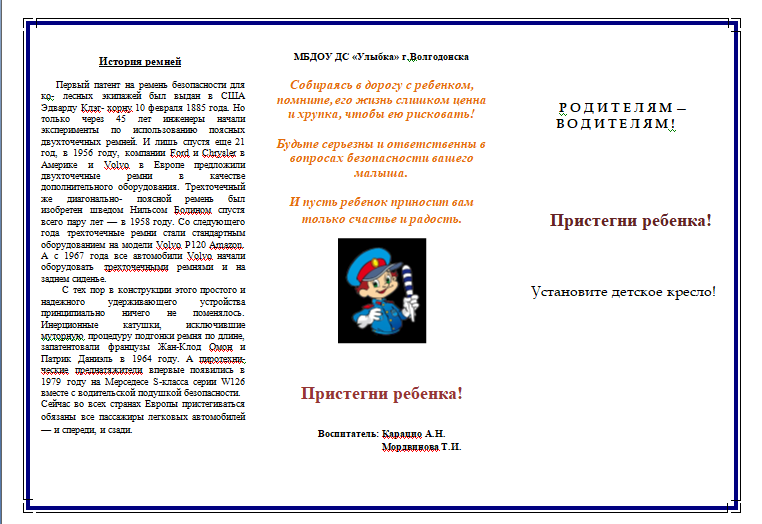 История ремней
Первый патент на ремень безопасности для
ко- лесных экипажей был выдан в США
Эдварду Клэг- хорну 10 февраля 1885 года. Но
только через 45 лет инженеры начали
эксперименты по использованию поясных
двухточечных ремней. И лишь спустя еще 21
год, в 1956 году, компании Ford и Chrysler в
Америке и Volvo в Европе предложили
двухточечные ремни в качестве
дополнительного оборудования. Трехточечный
же диагонально- поясной ремень был
изобретен шведом Нильсом Болином спустя
всего пару лет — в 1958 году. Со следующего
года трехточечные ремни стали стандартным
оборудованием на модели Volvo P120 Amazon.
А с 1967 года все автомобили Volvo начали
оборудовать трехточечными ремнями и на
заднем сиденье.
С тех пор в конструкции этого простого и
надежного удерживающего устройства
принципиально ничего не поменялось.
Инерционные катушки, исключившие
муторную процедуру подгонки ремня по длине,
запатентовали французы Жан-Клод Омон и
Патрик Даниэль в 1964 году. А пиротехни-
ческие преднатяжители впервые появились в
1979 году на Мерседесе S-класса серии W126
вместе с водительской подушкой безопасности.
Сейчас во всех странах Европы пристегиваться
обязаны все пассажиры легковых автомобилей
— и спереди, и сзади.
МБДОУ ДС «Улыбка» г.Волгодонска
Собираясь в дорогу с ребенком,
помните, его жизнь слишком ценна
и хрупка, чтобы ею рисковать!
Будьте серьезны и ответственны в
вопросах безопасности вашего
малыша.
И пусть ребенок приносит вам
только счастье и радость.
Пристегни ребенка!
Воспитатель: Карапио А.Н.
Мордвинова Т.И.
РОДИТЕЛЯМ –
ВОДИТЕЛЯМ!
Пристегни ребенка!
Установите детское кресло!